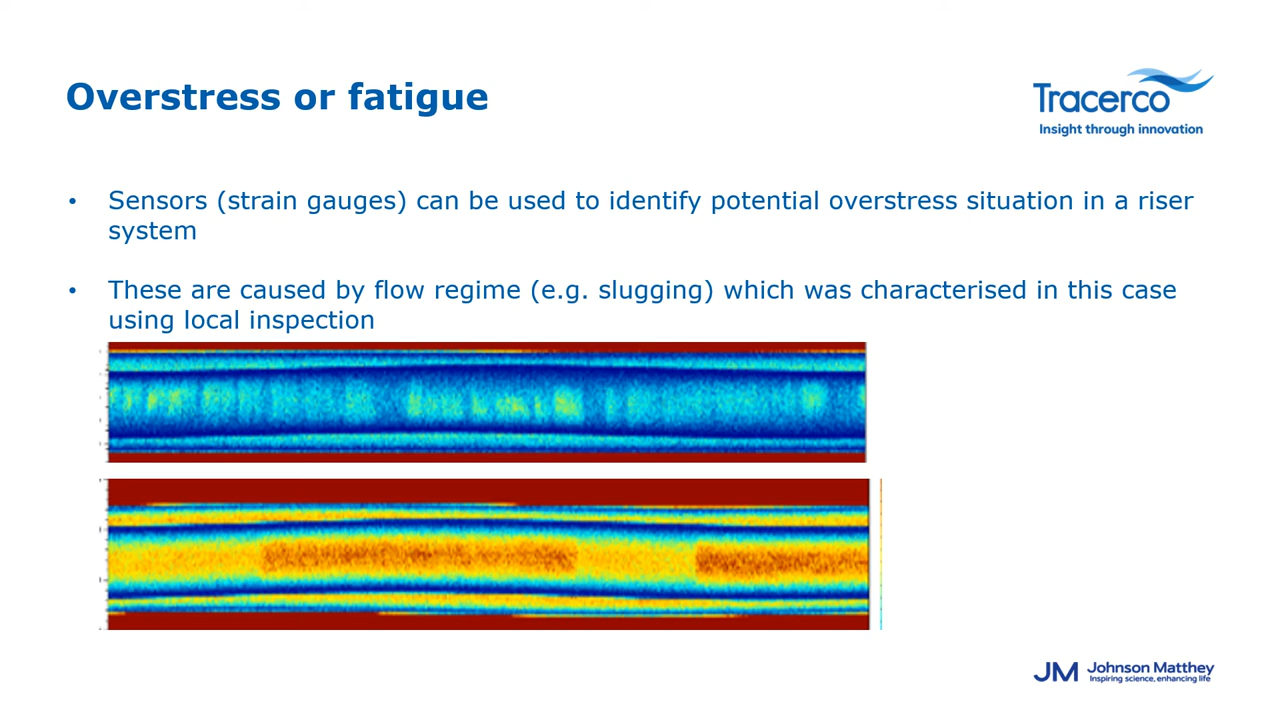 Overstress or fatigue
Tracerco
Insight through innovation
• Sensors (strain gauges) can be used to identify potential overstress situation in a riser
system
• These are caused by flow regime (e.g. slugging) which was characterised in this case
using local inspection
JM Johnson Matthey
Inspiring science, enhancing life